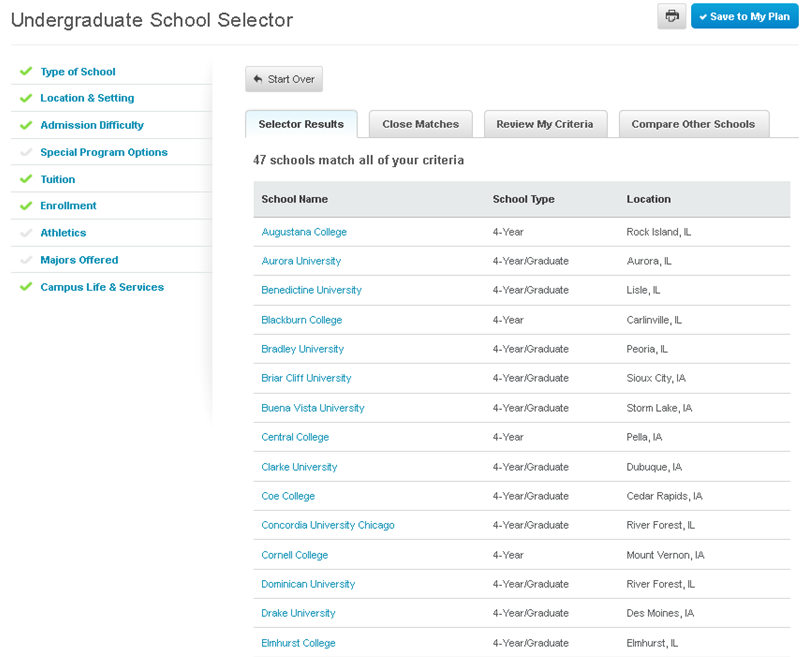 Undergraduate School Selector
Save to My Plan
Type of School
Location & Setting
Admission Difficulty
Special Program Options
Tuition
Enrollment
Athletics
Majors Offered
Campus Life & Services
Start Over
Selector Results Close Matches Review My Criteria Compare Other Schools
47 schools match all of your criteria
School Name School Type Location
Augustana College 4-Year Rock Island, IL
Aurora University 4-Year/Graduate Aurora, IL
Benedictine University 4-Year/Graduate Lisle, IL
Blackburn College 4-Year Carlinville, IL
Bradley University 4-Year/Graduate Peoria, IL
Briar Cliff University 4-Year/Graduate Sioux City, IA
Buena Vista University 4-Year/Graduate Storm Lake, IA
Central College 4-Year Pella, IA
Clarke University 4-Year/Graduate Dubuque, IA
Coe College 4-Year/Graduate Cedar Rapids, IA
Concordia University Chicago 4-Year/Graduate River Forest, IL
Cornell College 4-Year Mount Vernon, IA
Dominican University 4-Year/Graduate River Forest, IL
Drake University 4-Year/Graduate Des Moines, IA
Elmhurst College 4-Year/Graduate Elmhurst, IL